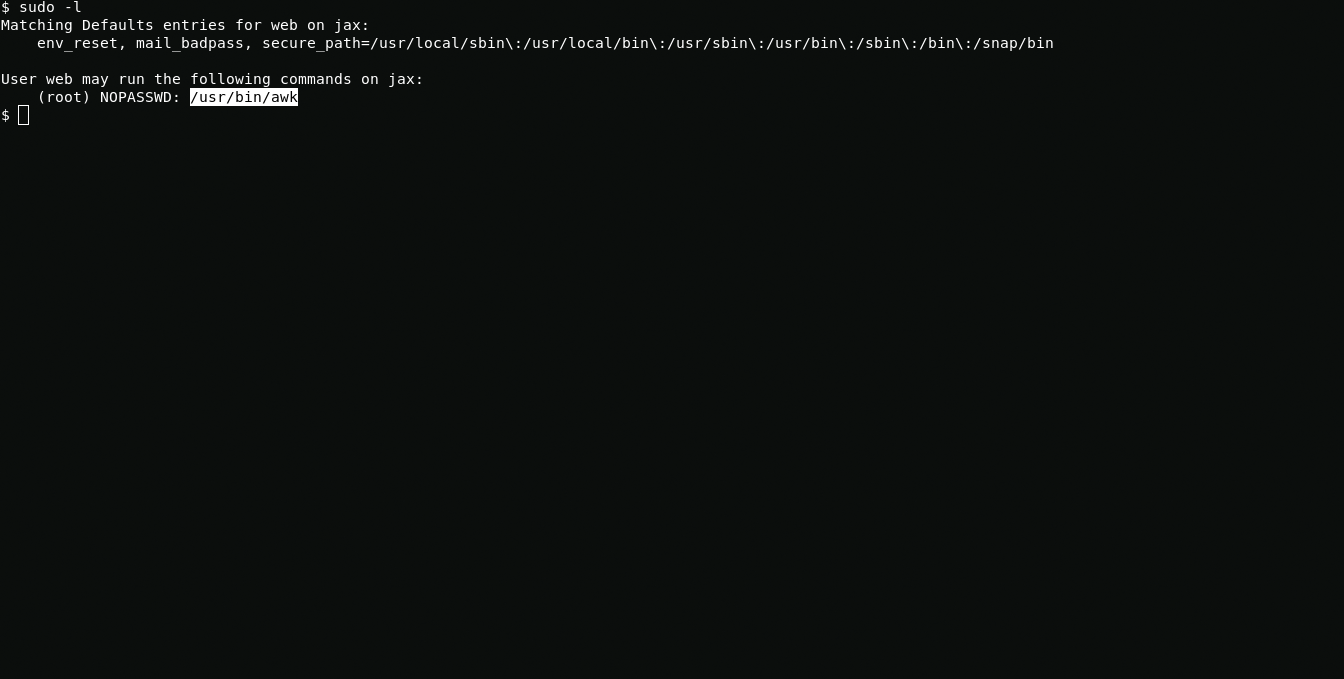 $ sudo -l
Matching Defaults entries for web on jax:
    env_reset, mail_badpass, secure_path=/usr/local/sbin\:/usr/local/bin\:/usr/sbin\:/usr/bin\:/sbin\:/bin\:/snap/bin

User web may run the following commands on jax:
    (root) NOPASSWD: /usr/bin/awk
$